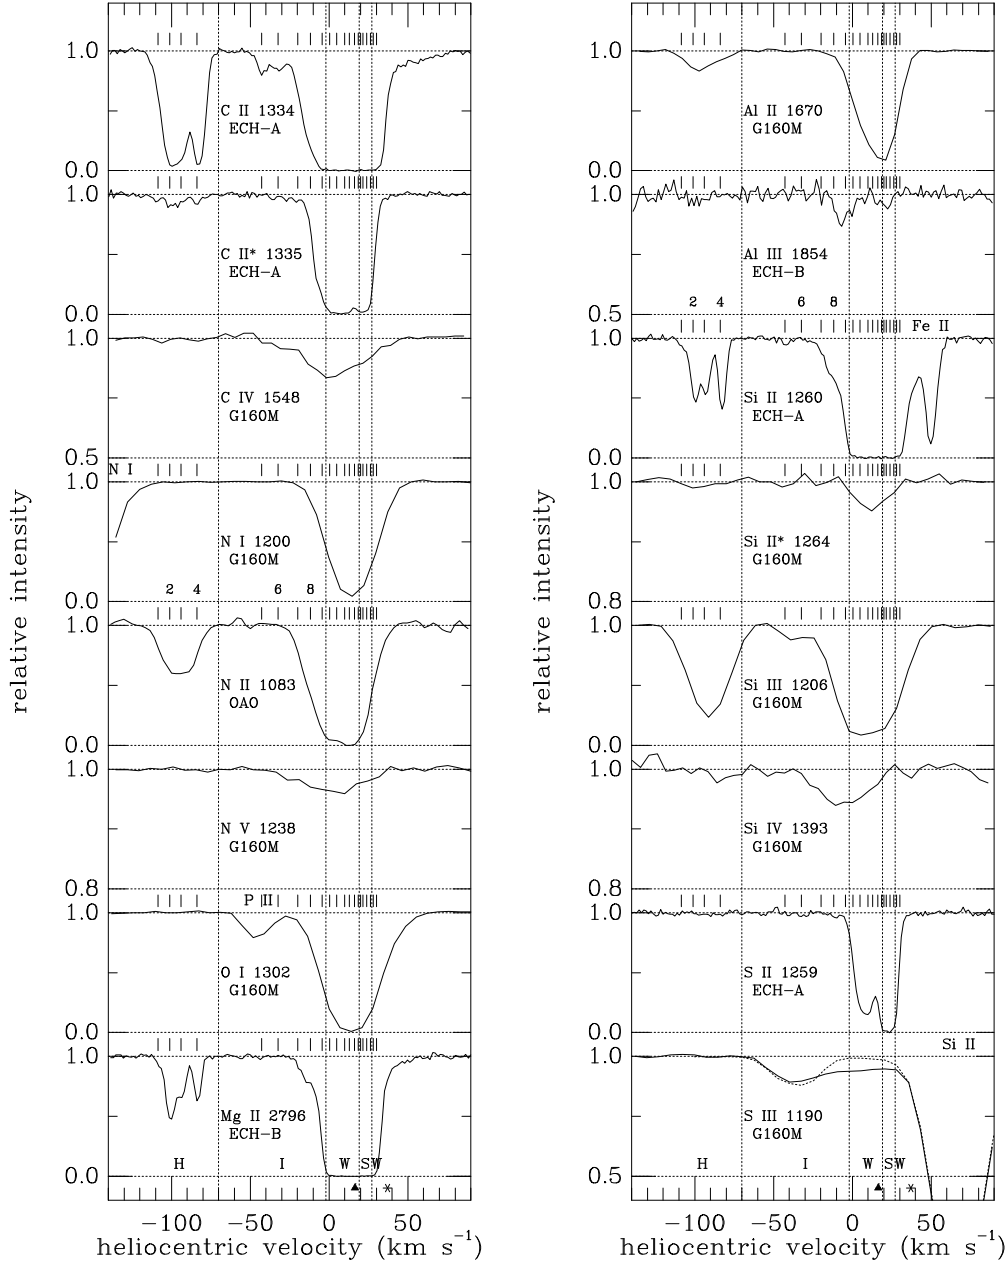 1.0
C II 1334
ECH−A
0.0
1.0
C II* 1335
ECH−A
0.0
1.0
C IV 1548
G160M
0.5
N I
1.0
N I 1200
G160M
2 4 6 8
0.0
1.0
N II 1083
OAO
0.0
1.0
N V 1238
G160M
0.8
P II
1.0
O I 1302
G160M
0.0
1.0
Mg II 2796
ECH−B
H I W SW
0.0
−100 −50 0 50
heliocentric velocity (km s⁻¹)
relative intensity
1.0
Al II 1670
G160M
0.0
1.0
Al III 1854
ECH−B
2 4 6 8
0.5
Fe II
1.0
Si II 1260
ECH−A
0.0
1.0
Si II* 1264
G160M
0.8
1.0
Si III 1206
G160M
0.0
1.0
Si IV 1393
G160M
0.8
1.0
S II 1259
ECH−A
0.0
Si II
1.0
S III 1190
G160M
H I W SW
0.5
−100 −50 0 50
heliocentric velocity (km s⁻¹)
relative intensity